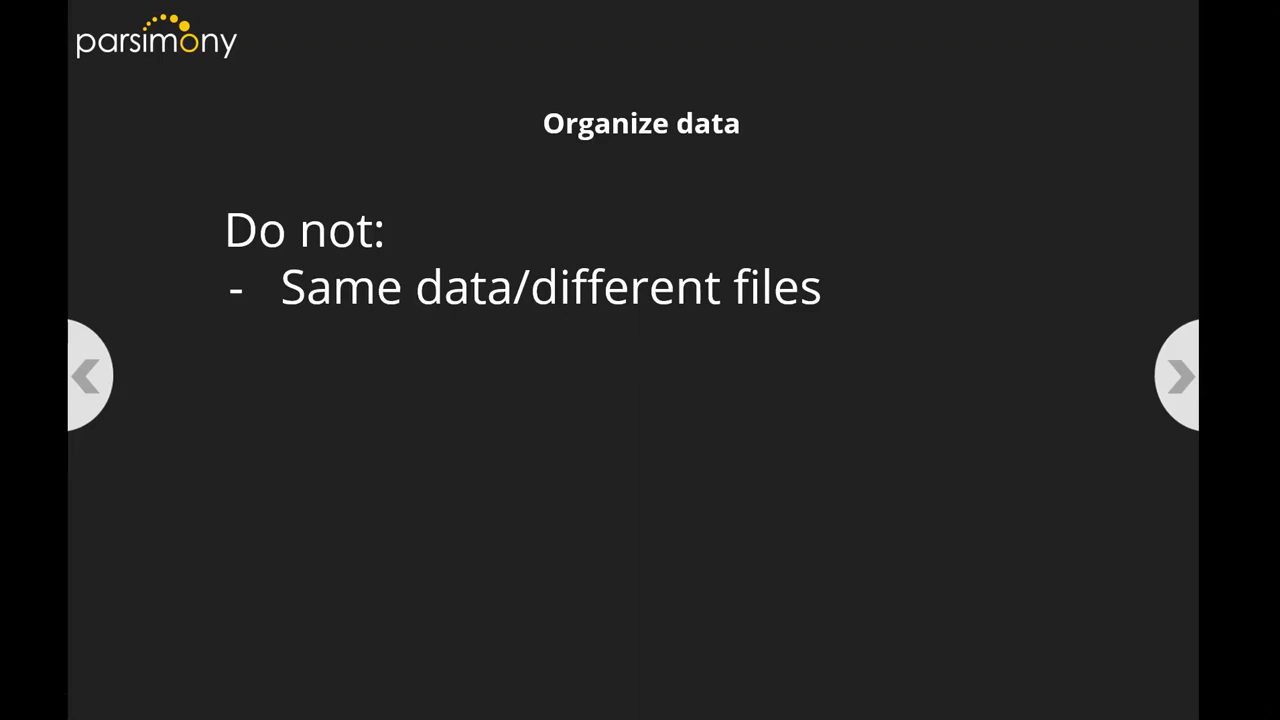 parsimony
Organize data
Do not:
- Same data/different files